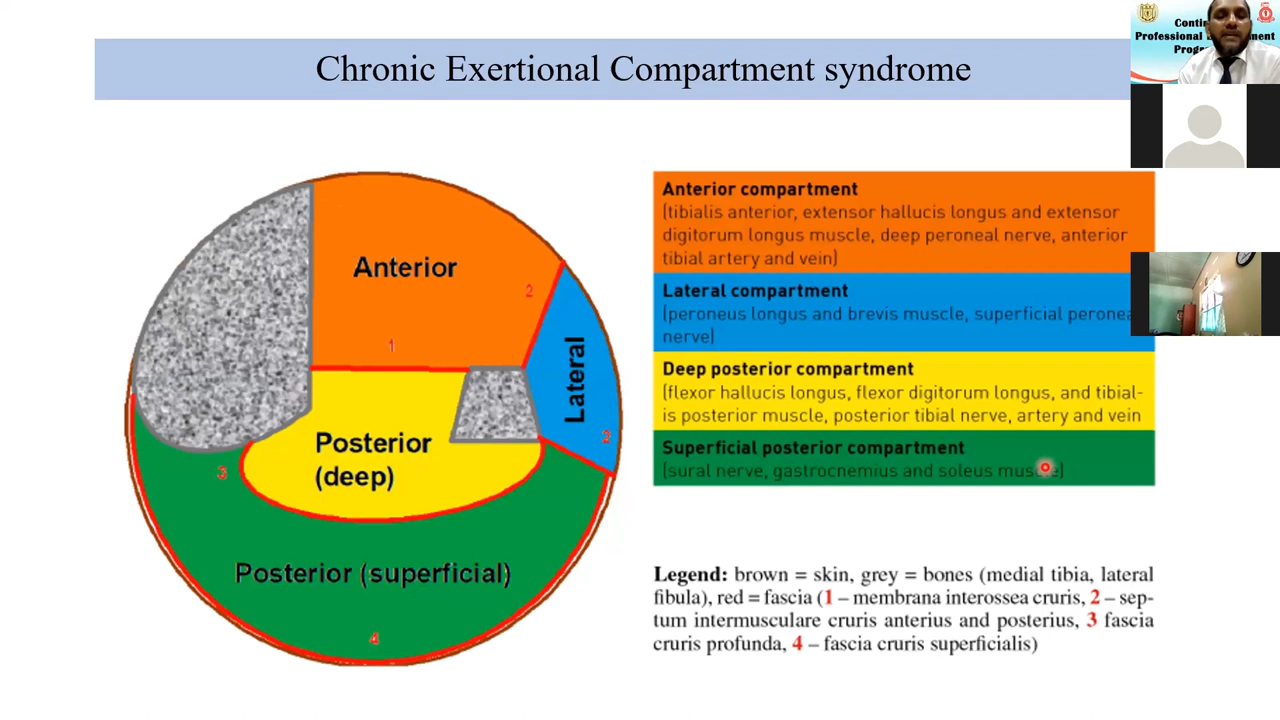 Chronic Exertional Compartment syndrome
Anterior
2
1
Lateral
2
Posterior
(deep)
3
Posterior (superficial)
4
Anterior compartment
(tibialis anterior, extensor hallucis longus and extensor
digitorum longus muscle, deep peroneal nerve, anterior
tibial artery and vein)
Lateral compartment
(peroneus longus and brevis muscle, superficial
nerve)
Deep posterior compartment
(flexor hallucis longus, flexor digitorum longus, and tibial-
is posterior muscle, posterior tibial nerve, artery and vein
Superficial posterior compartment
(sural nerve, gastrocnemius and soleus muscle)
Legend: brown = skin, grey = bones (medial tibia, lateral
fibula), red = fascia (1 – membrana interossea cruris, 2 – sep-
tum intermusculare cruris anterius and posterius, 3 fascia
cruris profunda, 4 – fascia cruris superficialis)
Professional